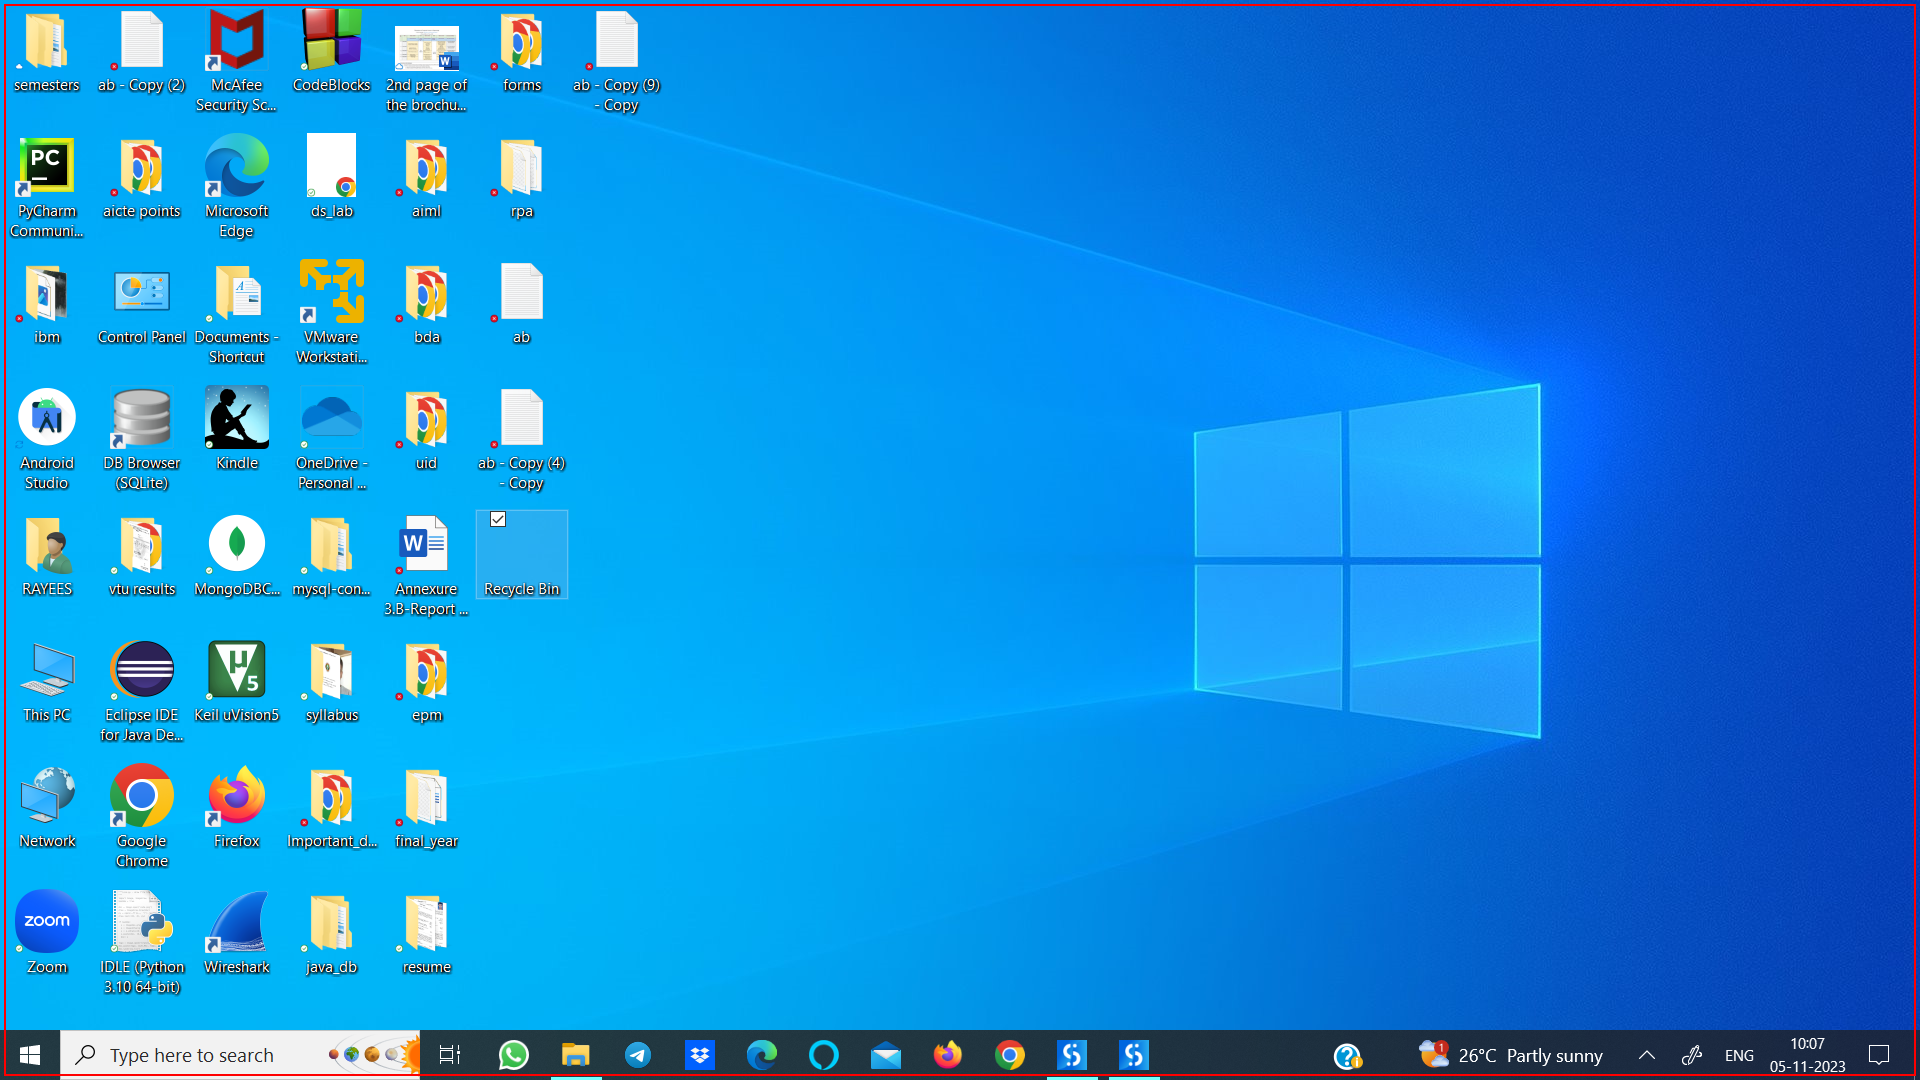 semesters
ab - Copy (2)
McAfee
Security Sc...
CodeBlocks
2nd page of
the brochu...
forms
ab - Copy (9)
- Copy
PC
PyCharm
Communi...
aicte points
Microsoft
Edge
ds_lab
aiml
rpa
ibm
Control Panel
Documents -
Shortcut
VMware
Workstati...
bda
ab
Android
Studio
DB Browser
(SQLite)
Kindle
OneDrive -
Personal ...
uid
ab - Copy (4)
- Copy
RAYEES
vtu results
MongoDBC...
mysql-con...
W
Annexure
3.B-Report ...
Recycle Bin
This PC
Eclipse IDE
for Java De...
µ
V5
Keil uVision5
syllabus
epm
Network
Google
Chrome
Firefox
Important_d...
final_year
zoom
Zoom
IDLE (Python
3.10 64-bit)
Wireshark
java_db
resume
Type here to search
1
26°C Partly sunny
ENG
10:07
05-11-2023